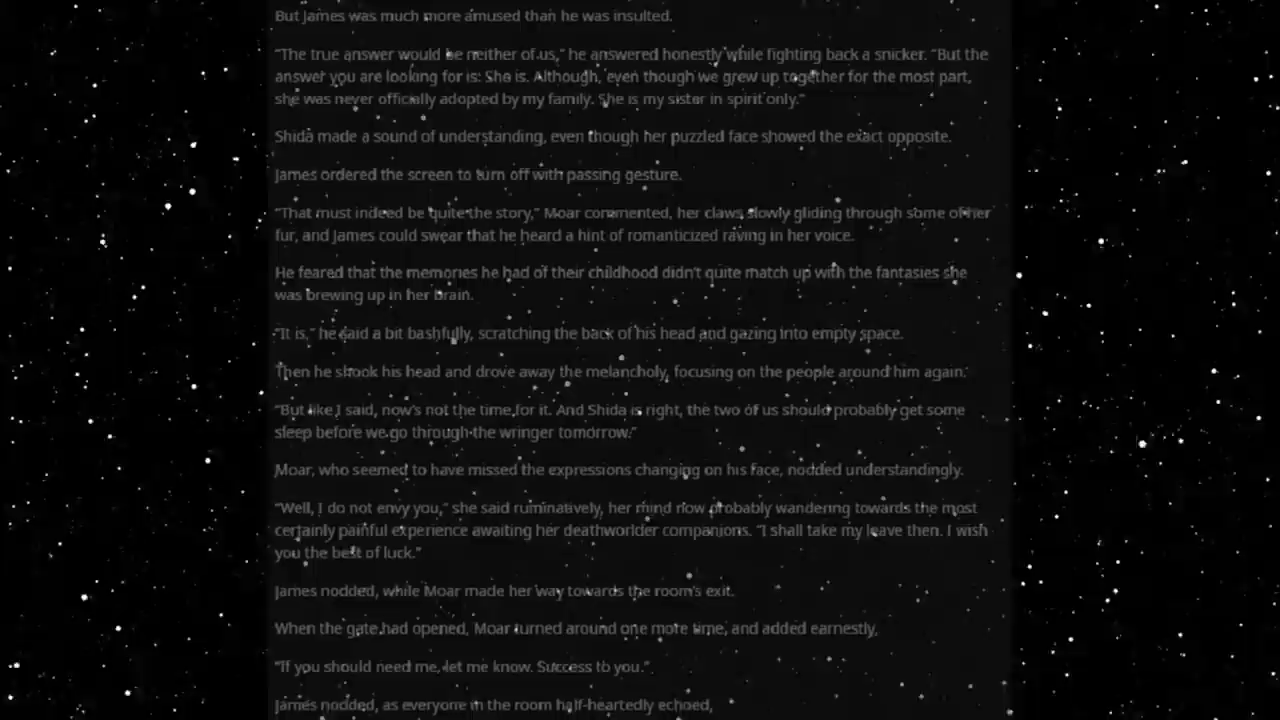 But James was much more amused than he was insulted.
“The true answer would be neither of us,” he answered honestly while fighting back a snicker. “But the
answer you are looking for is: She is. Although, even though we grew up together for the most part,
she was never officially adopted by my family. She is my sister in spirit only.”
Shida made a sound of understanding, even though her puzzled face showed the exact opposite.
James ordered the screen to turn off with passing gesture.
“That must indeed be quite the story,” Moar commented, her claws slowly gliding through some of her
fur, and James could swear that he heard a hint of romanticized raving in her voice.
He feared that the memories he had of their childhood didn’t quite match up with the fantasies she
was brewing up in her brain.
“It is,” he said a bit bashfully, scratching the back of his head and gazing into empty space.
Then he shook his head and drove away the melancholy, focusing on the people around him again.
“But like I said, now’s not the time for it. And Shida is right, the two of us should probably get some
sleep before we go through the wringer tomorrow.”
Moar, who seemed to have missed the expressions changing on his face, nodded understandingly.
“Well, I do not envy you,” she said ruminatively, her mind now probably wandering towards the most
certainly painful experience awaiting her deathworlder companions. “I shall take my leave then. I wish
you the best of luck.”
James nodded, while Moar made her way towards the room’s exit.
When the gate had opened, Moar turned around one more time, and added earnestly,
“If you should need me, let me know. Success to you.”
James nodded, as everyone in the room half-heartedly echoed,